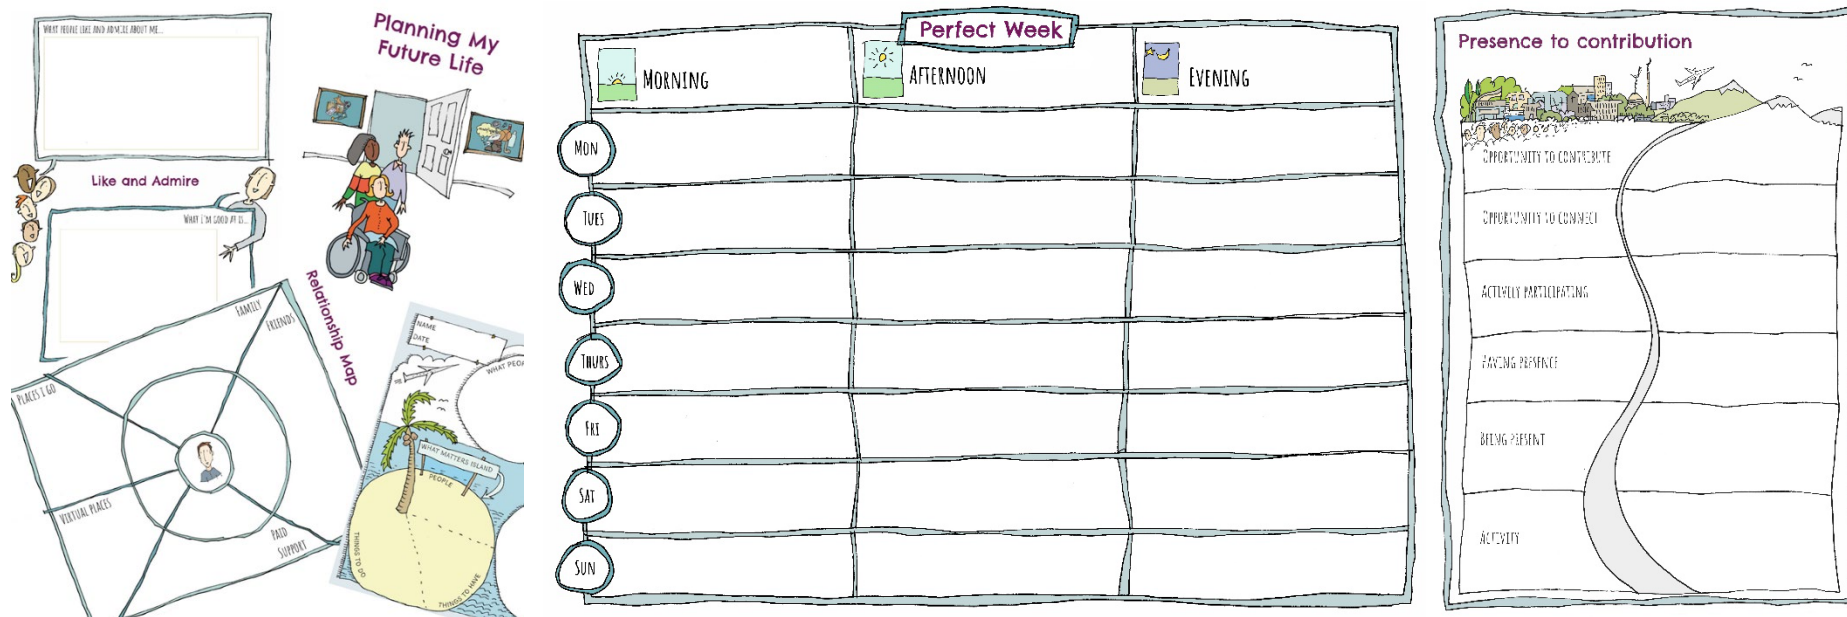 WHAT PEOPLE LIKE AND ADMIRE ABOUT ME...
Planning My
Future Life
Like and Admire
WHAT I'M GOOD AT IS...
Relationship Map
FAMILY
FRIENDS
PLACES I GO
VIRTUAL PLACES
PAID
SUPPORT
NAME
DATE
WHAT PEO
WHAT MATTERS ISLAND
PEOPLE
THINGS TO DO
THINGS TO HAVE
Perfect Week
MORNING
AFTERNOON
EVENING
MON
TUES
WED
THURS
FRI
SAT
SUN
Presence to contribution
OPPORTUNITY TO CONTRIBUTE
OPPORTUNITY TO CONNECT
ACTIVELY PARTICIPATING
HAVING PRESENCE
BEING PRESENT
ACTIVITY